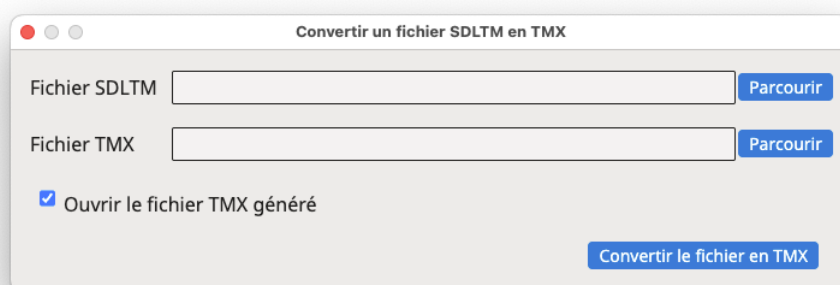 Convertir un fichier SDLTM en TMX
Fichier SDLTM Parcourir
Fichier TMX Parcourir
Ouvrir le fichier TMX généré
Convertir le fichier en TMX